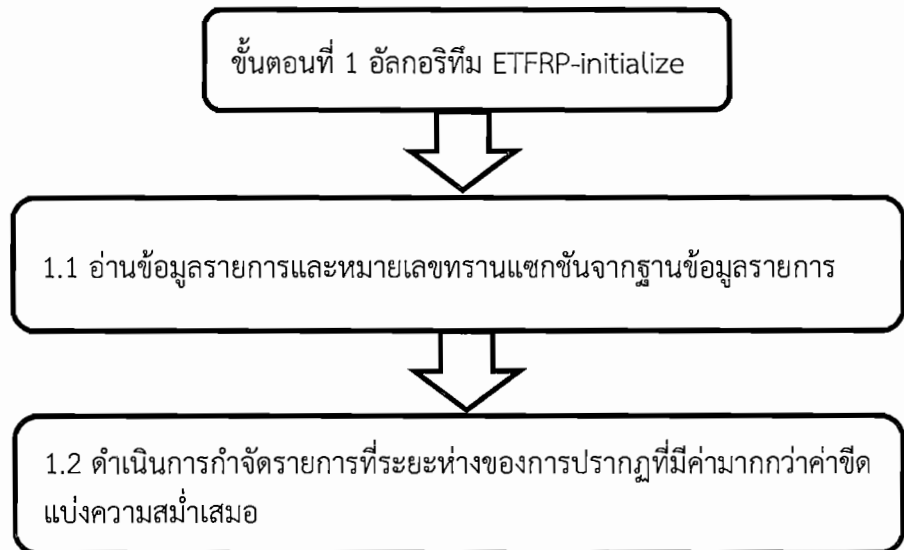 ขั้นตอนที่ 1 อัลกอริทึม ETFRP-initialize
1.1 อ่านข้อมูลรายการและหมายเลขทรานแซกชันจากฐานข้อมูลรายการ
1.2 ดำเนินการกำจัดรายการที่ระยะห่างของการปรากฏที่มีค่ามากกว่าค่าขีด
แบ่งความสม่ำเสมอ